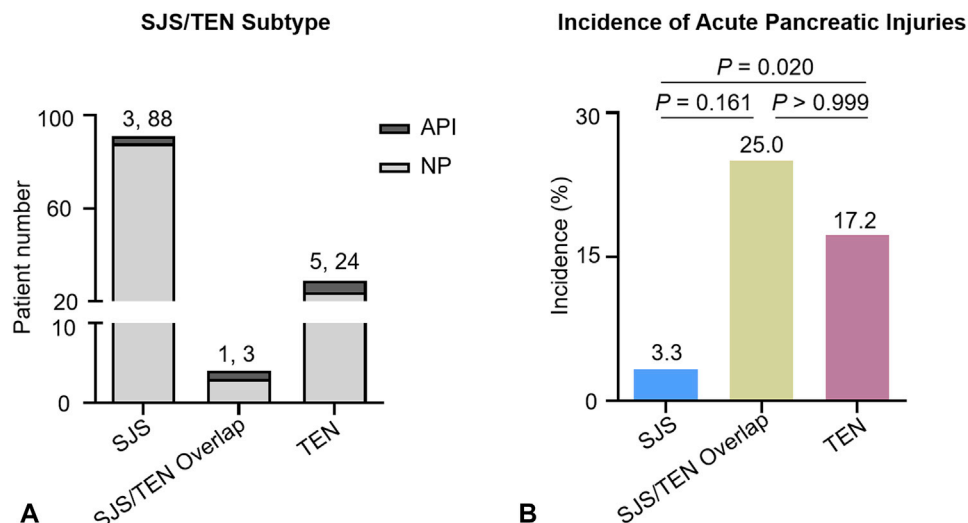 SJS/TEN Subtype
Patient number
100
60
20
10
0
3, 88
1, 3
5, 24
API
NP
SJS
SJS/TEN Overlap
TEN
A
Incidence of Acute Pancreatic Injuries
P = 0.020
P = 0.161
P > 0.999
Incidence (%)
30
15
0
3.3
25.0
17.2
SJS
SJS/TEN Overlap
TEN
B